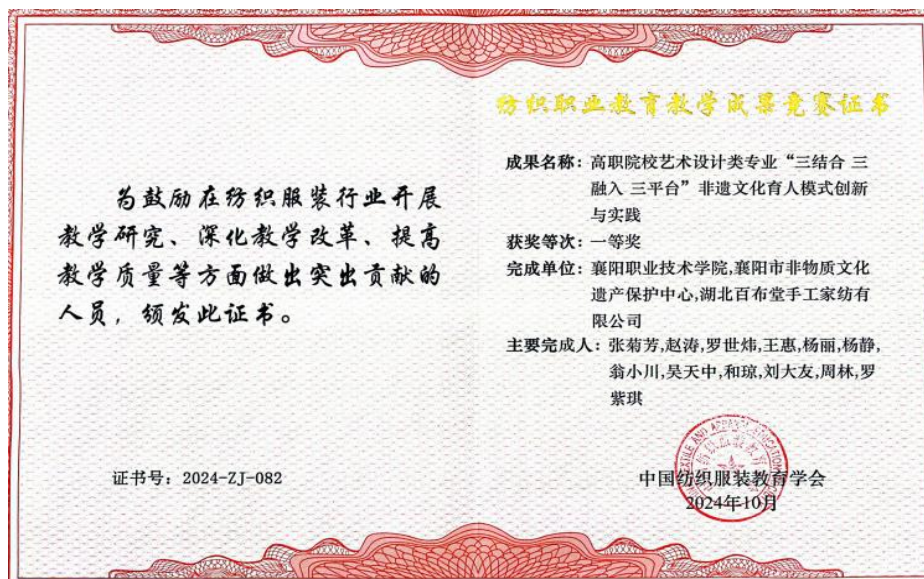 为鼓励在纺织服装行业开展
教学研究、深化教学改革、提高
教学质量等方面做出突出贡献的
人员，颁发此证书。
证书号：2024-ZJ-082
纺织职业教育教学成果竞赛证书
成果名称：高职院校艺术设计类专业“三结合 三
融入 三平台”非遗文化育人模式创新
与实践
获奖等次：一等奖
完成单位：襄阳职业技术学院,襄阳市非物质文化
遗产保护中心,湖北百布堂手工家纺有
限公司
主要完成人：张菊芳,赵涛,罗世炜,王惠,杨丽,杨静,
翁小川,吴天中,和琼,刘大友,周林,罗
紫琪
中国纺织服装教育学会
2024年10月